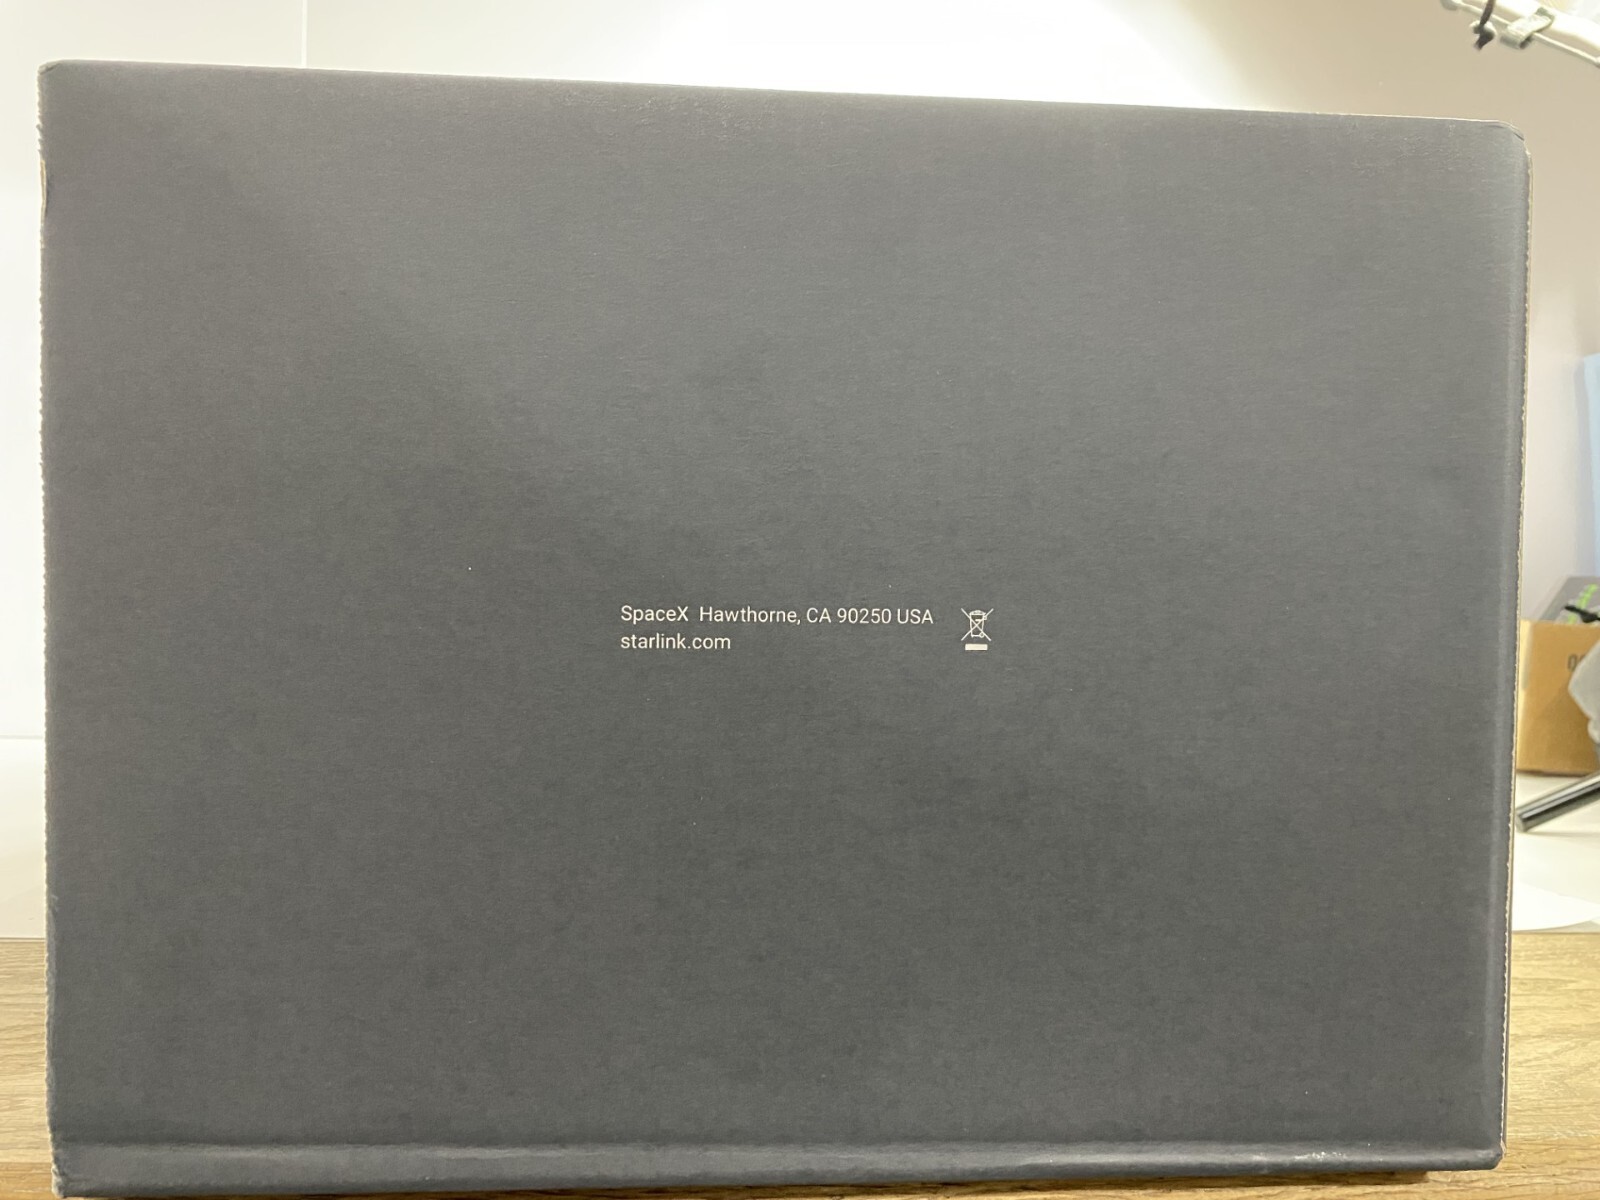 SpaceX Hawthorne, CA 90250 USA
starlink.com